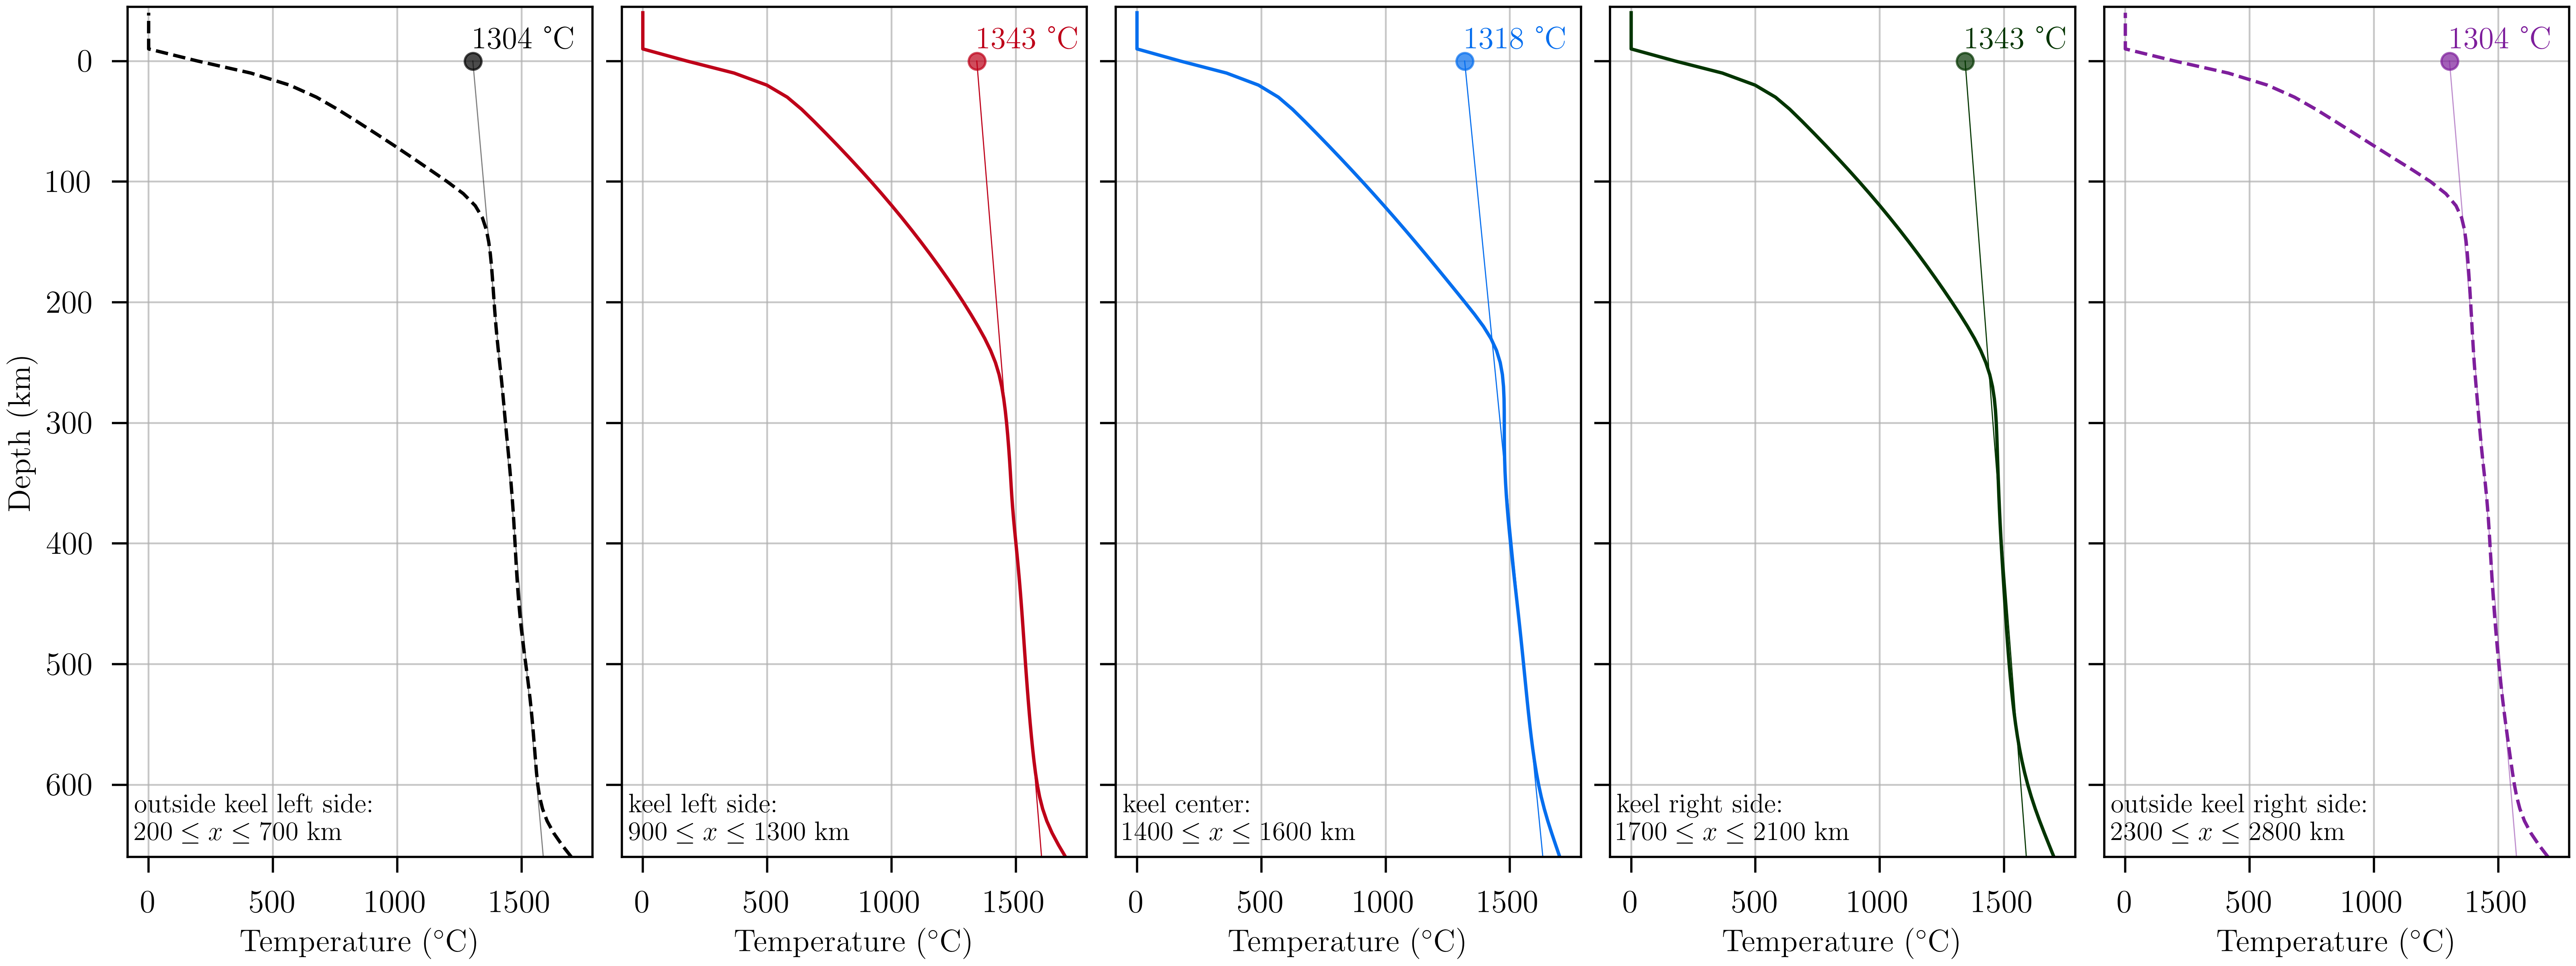 1304 °C
1343 °C
1318 °C
1343 °C
1304 °C
0
100
200
300
400
500
600
Depth (km)
outside keel left side:
200 ≤ x ≤ 700 km
keel left side:
900 ≤ x ≤ 1300 km
keel center:
1400 ≤ x ≤ 1600 km
keel right side:
1700 ≤ x ≤ 2100 km
outside keel right side:
2300 ≤ x ≤ 2800 km
0 500 1000 1500
0 500 1000 1500
0 500 1000 1500
0 500 1000 1500
0 500 1000 1500
Temperature (°C)
Temperature (°C)
Temperature (°C)
Temperature (°C)
Temperature (°C)